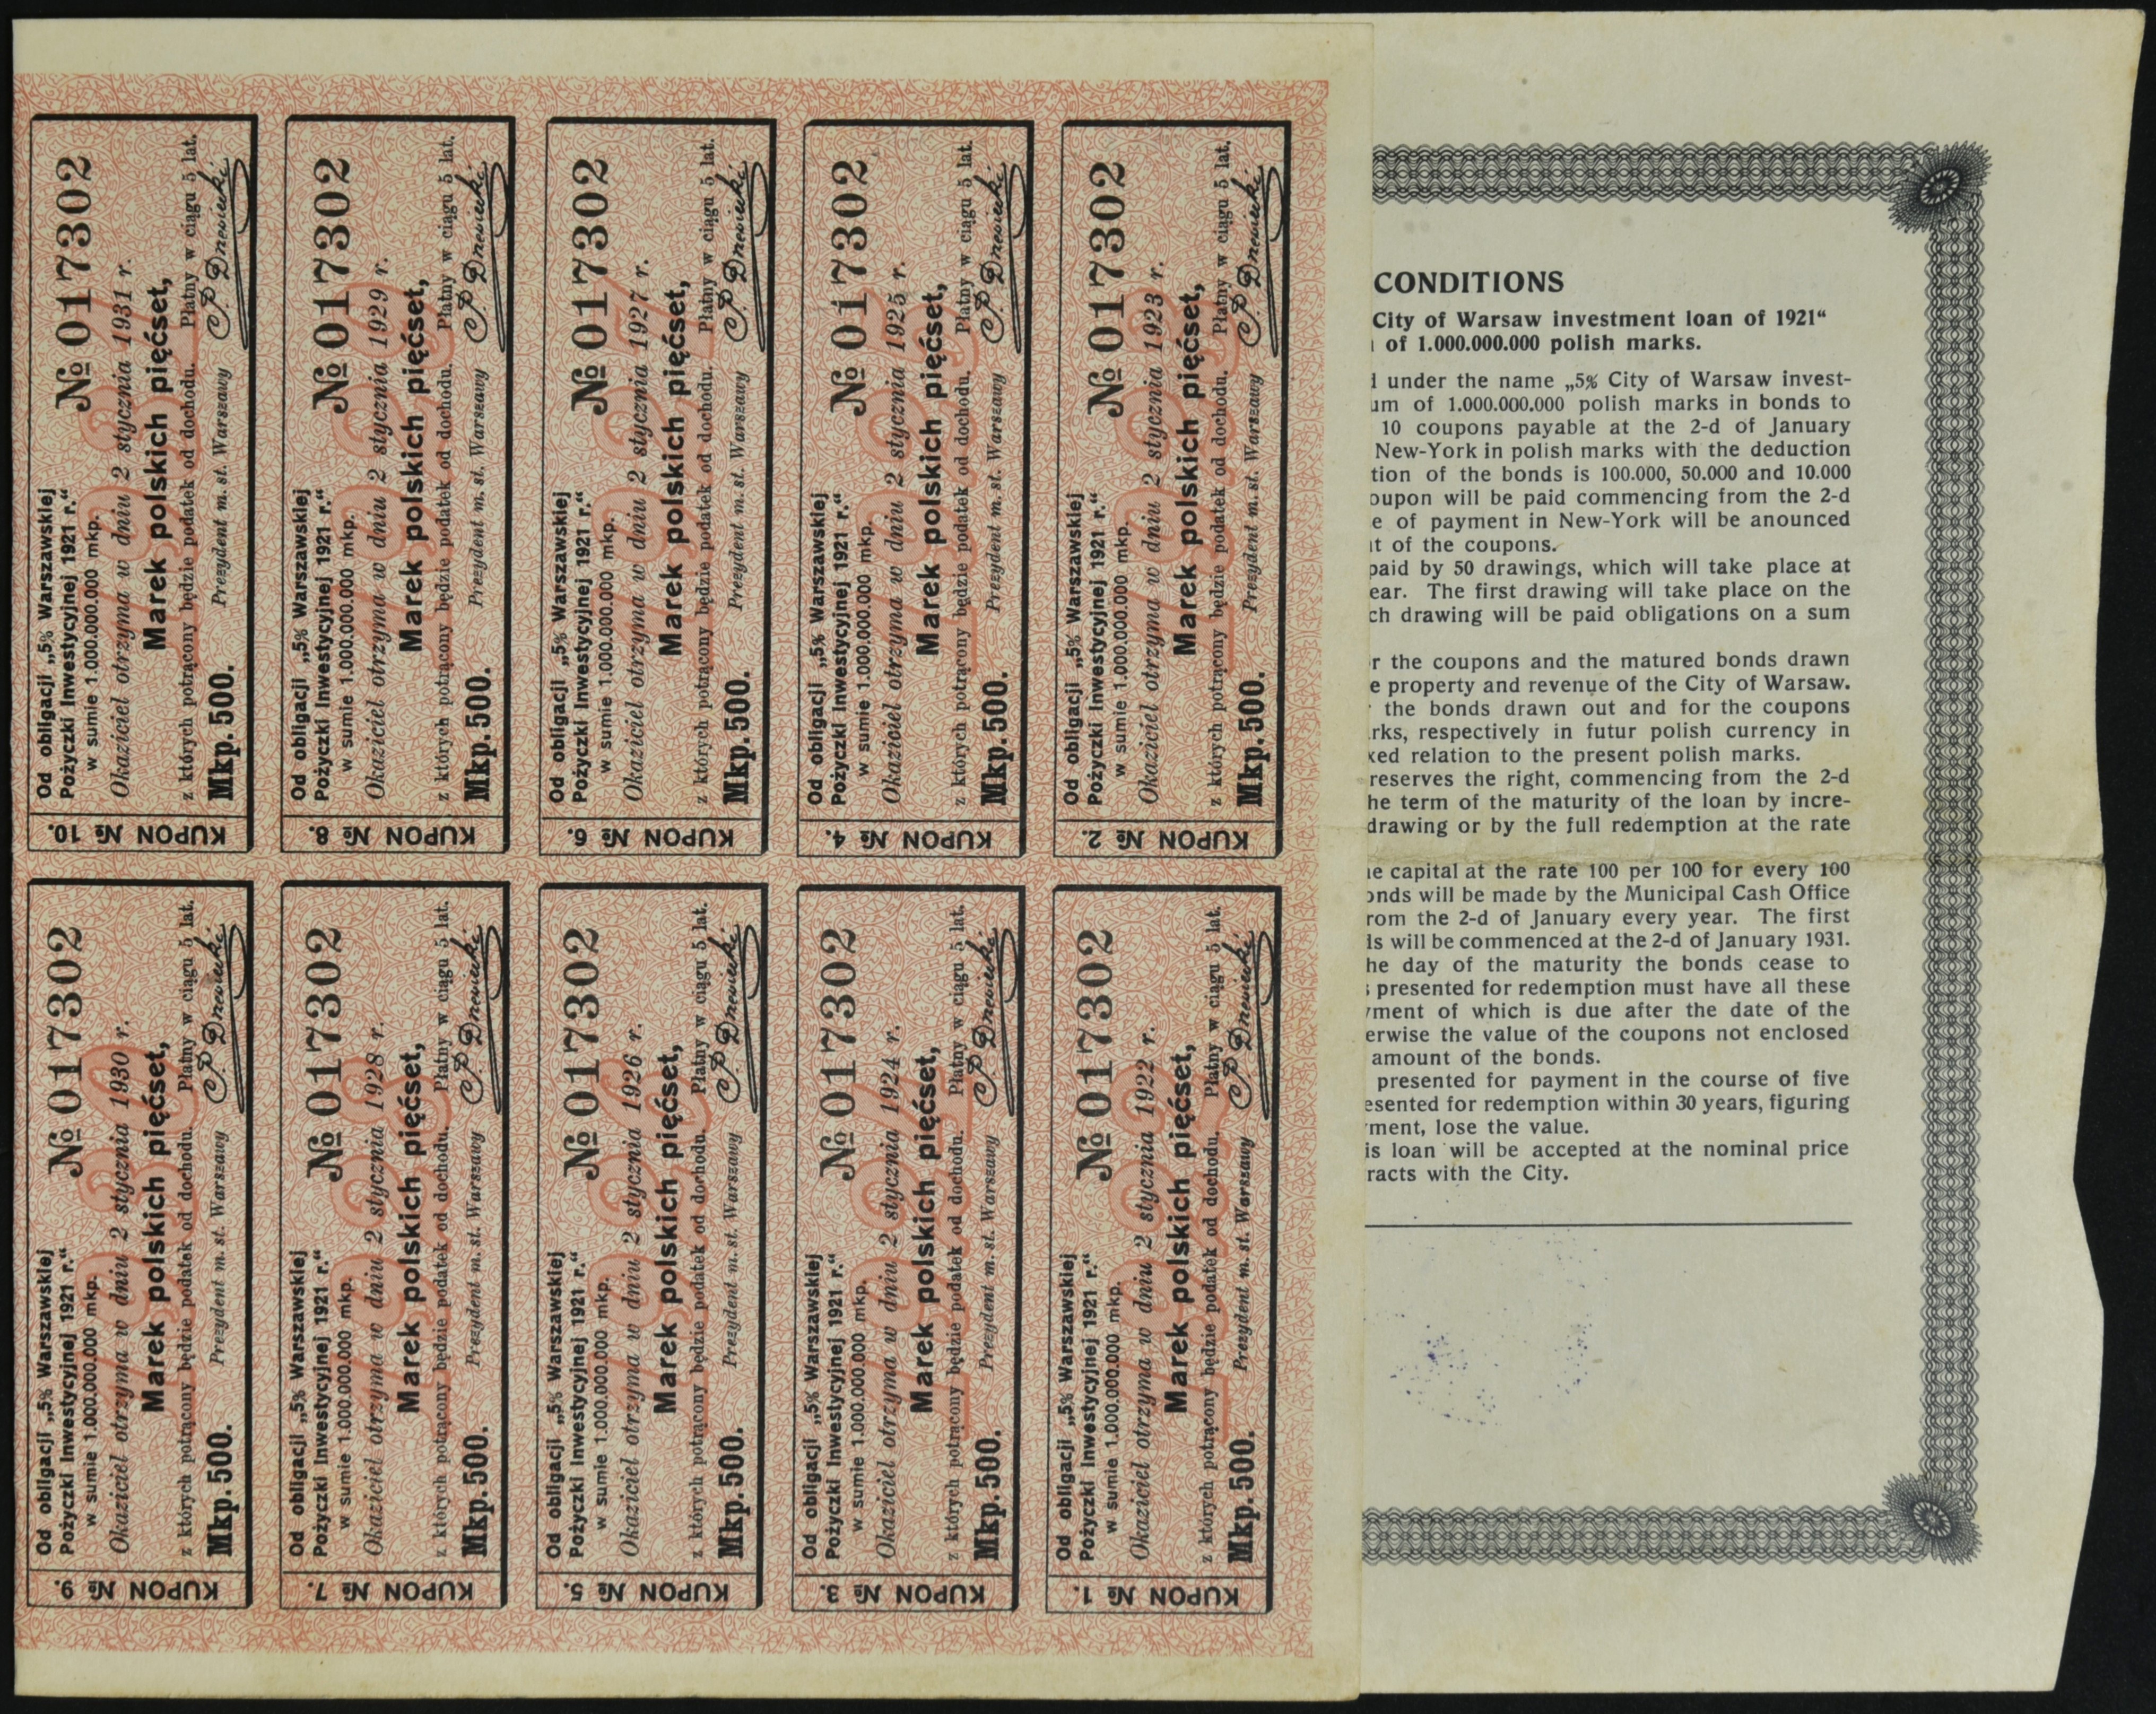 KUPON № 10.
Od obligacji „5% Warszawskiej
Pożyczki Inwestycyjnej 1921 r.“
w sumie 1.000.000.000 mkp.
№ 017302
Okaziciel otrzyma w dniu 2 stycznia 1931 r.
Marek polskich pięćset,
z których potrącony będzie podatek od dochodu. Płatny w ciągu 5 lat.
Mkp. 500.
Prezydent m. st. Warszawy
KUPON № 8.
Od obligacji „5% Warszawskiej
Pożyczki Inwestycyjnej 1921 r.“
w sumie 1.000.000.000 mkp.
№ 017302
Okaziciel otrzyma w dniu 2 stycznia 1929 r.
Marek polskich pięćset,
z których potrącony będzie podatek od dochodu. Płatny w ciągu 5 lat.
Mkp. 500.
Prezydent m. st. Warszawy
KUPON № 6.
Od obligacji „5% Warszawskiej
Pożyczki Inwestycyjnej 1921 r.“
w sumie 1.000.000.000 mkp.
№ 017302
Okaziciel otrzyma w dniu 2 stycznia 1927 r.
Marek polskich pięćset,
z których potrącony będzie podatek od dochodu. Płatny w ciągu 5 lat.
Mkp. 500.
Prezydent m. st. Warszawy
KUPON № 4.
Od obligacji „5% Warszawskiej
Pożyczki Inwestycyjnej 1921 r.“
w sumie 1.000.000.000 mkp.
№ 017302
Okaziciel otrzyma w dniu 2 stycznia 1925 r.
Marek polskich pięćset,
z których potrącony będzie podatek od dochodu. Płatny w ciągu 5 lat.
Mkp. 500.
Prezydent m. st. Warszawy
KUPON № 2.
Od obligacji „5% Warszawskiej
Pożyczki Inwestycyjnej 1921 r.“
w sumie 1.000.000.000 mkp.
№ 017302
Okaziciel otrzyma w dniu 2 stycznia 1923 r.
Marek polskich pięćset,
z których potrącony będzie podatek od dochodu. Płatny w ciągu 5 lat.
Mkp. 500.
Prezydent m. st. Warszawy
KUPON № 9.
Od obligacji „5% Warszawskiej
Pożyczki Inwestycyjnej 1921 r.“
w sumie 1.000.000.000 mkp.
№ 017302
Okaziciel otrzyma w dniu 2 stycznia 1930 r.
Marek polskich pięćset,
z których potrącony będzie podatek od dochodu. Płatny w ciągu 5 lat.
Mkp. 500.
Prezydent m. st. Warszawy
KUPON № 7.
Od obligacji „5% Warszawskiej
Pożyczki Inwestycyjnej 1921 r.“
w sumie 1.000.000.000 mkp.
№ 017302
Okaziciel otrzyma w dniu 2 stycznia 1928 r.
Marek polskich pięćset,
z których potrącony będzie podatek od dochodu. Płatny w ciągu 5 lat.
Mkp. 500.
Prezydent m. st. Warszawy
KUPON № 5.
Od obligacji „5% Warszawskiej
Pożyczki Inwestycyjnej 1921 r.“
w sumie 1.000.000.000 mkp.
№ 017302
Okaziciel otrzyma w dniu 2 stycznia 1926 r.
Marek polskich pięćset,
z których potrącony będzie podatek od dochodu. Płatny w ciągu 5 lat.
Mkp. 500.
Prezydent m. st. Warszawy
KUPON № 3.
Od obligacji „5% Warszawskiej
Pożyczki Inwestycyjnej 1921 r.“
w sumie 1.000.000.000 mkp.
№ 017302
Okaziciel otrzyma w dniu 2 stycznia 1924 r.
Marek polskich pięćset,
z których potrącony będzie podatek od dochodu. Płatny w ciągu 5 lat.
Mkp. 500.
Prezydent m. st. Warszawy
KUPON № 1.
Od obligacji „5% Warszawskiej
Pożyczki Inwestycyjnej 1921 r.“
w sumie 1.000.000.000 mkp.
№ 017302
Okaziciel otrzyma w dniu 2 stycznia 1922 r.
Marek polskich pięćset,
z których potrącony będzie podatek od dochodu. Płatny w ciągu 5 lat.
Mkp. 500.
Prezydent m. st. Warszawy
CONDITIONS
City of Warsaw investment loan of 1921“
of 1.000.000.000 polish marks.
under the name „5% City of Warsaw invest-
um of 1.000.000.000 polish marks in bonds to
10 coupons payable at the 2-d of January
New-York in polish marks with the deduction
tion of the bonds is 100.000, 50.000 and 10.000
oupon will be paid commencing from the 2-d
e of payment in New-York will be anounced
t of the coupons.
paid by 50 drawings, which will take place at
ear. The first drawing will take place on the
ch drawing will be paid obligations on a sum
r the coupons and the matured bonds drawn
e property and revenue of the City of Warsaw.
the bonds drawn out and for the coupons
rks, respectively in futur polish currency in
xed relation to the present polish marks.
reserves the right, commencing from the 2-d
he term of the maturity of the loan by incre-
drawing or by the full redemption at the rate
e capital at the rate 100 per 100 for every 100
onds will be made by the Municipal Cash Office
rom the 2-d of January every year. The first
ls will be commenced at the 2-d of January 1931.
he day of the maturity the bonds cease to
presented for redemption must have all these
yment of which is due after the date of the
erwise the value of the coupons not enclosed
amount of the bonds.
presented for payment in the course of five
esented for redemption within 30 years, figuring
ment, lose the value.
is loan will be accepted at the nominal price
racts with the City.